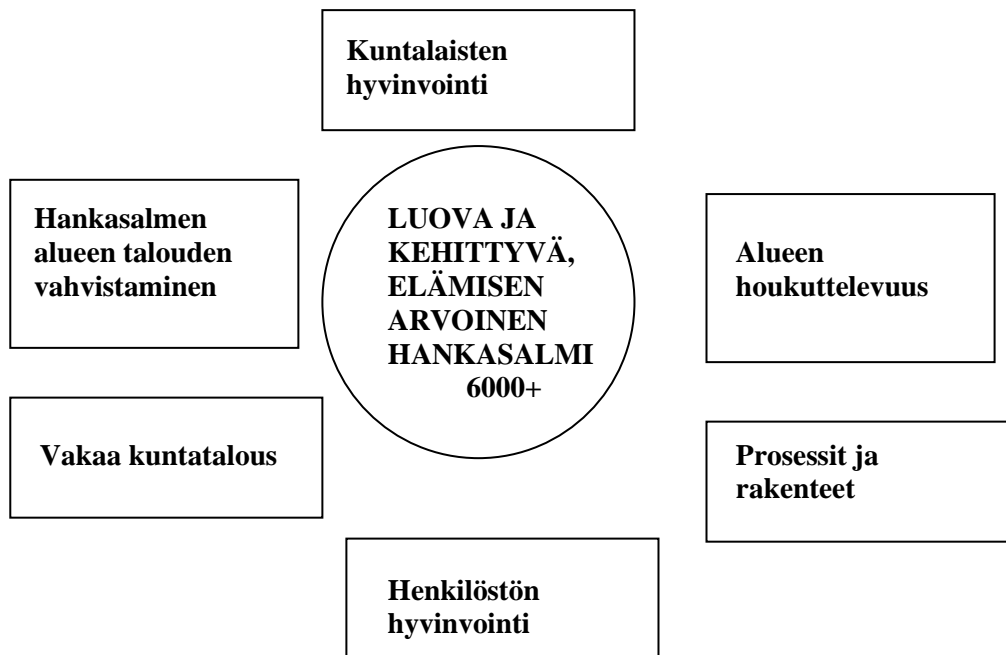 Kuntalaisten
hyvinvointi
Hankasalmen
alueen talouden
vahvistaminen
LUOVA JA
KEHITTYVÄ,
ELÄMISEN
ARVOINEN
HANKASALMI
6000+
Alueen
houkuttelevuus
Vakaa kuntatalous
Prosessit ja
rakenteet
Henkilöstön
hyvinvointi